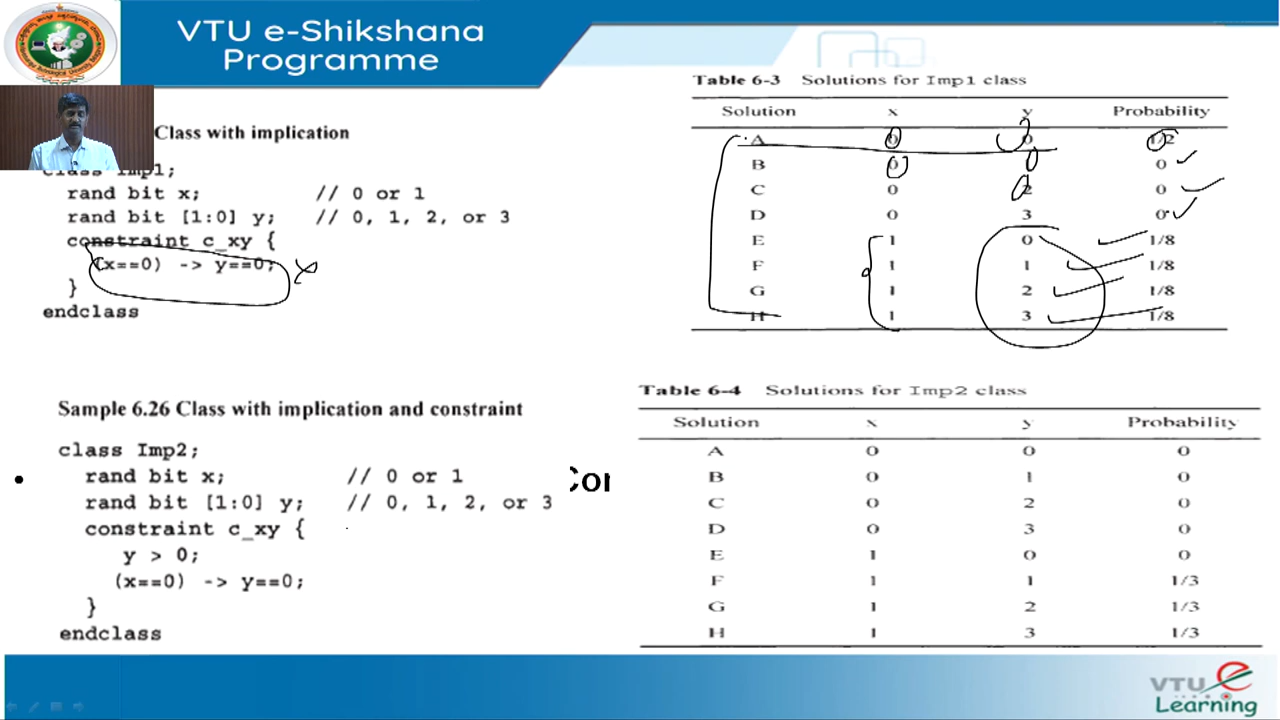 VTU e-Shikshana
Programme
Class with implication
class Imp1;
rand bit x; // 0 or 1
rand bit [1:0] y; // 0, 1, 2, or 3
constraint c_xy {
(x==0) -> y==0;
}
endclass
Table 6-3 Solutions for Imp1 class
Solution x y Probability
A 0 0 1/2
B 0 0
C 0 2 0
D 0 3 0
E 1 0 1/8
F 1 1 1/8
G 1 2 1/8
H 1 3 1/8
Sample 6.26 Class with implication and constraint
class Imp2;
rand bit x; // 0 or 1
rand bit [1:0] y; // 0, 1, 2, or 3
constraint c_xy {
y > 0;
(x==0) -> y==0;
}
endclass
Con
Table 6-4 Solutions for Imp2 class
Solution x y Probability
A 0 0 0
B 0 1 0
C 0 2 0
D 0 3 0
E 1 0 0
F 1 1 1/3
G 1 2 1/3
H 1 3 1/3
VTU e
Learning